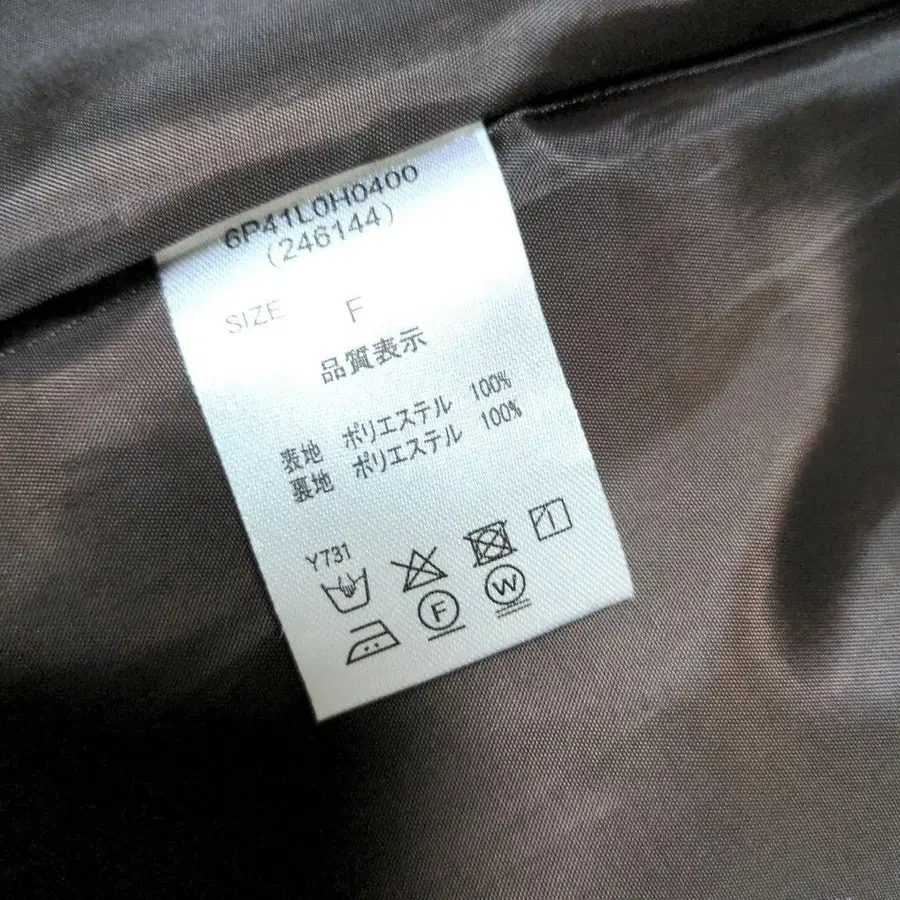 6P41L0H0400
(246144)
SIZE F
品質表示
表地 ポリエステル 100%
裏地 ポリエステル 100%
Y731
F W